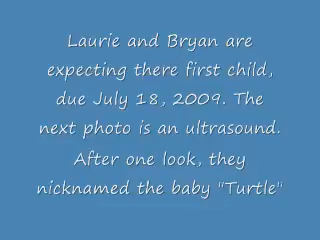 Laurie and Bryan are
expecting there first child,
due July 18, 2009. The
next photo is an ultrasound.
After one look, they
nicknamed the baby "Turtle"